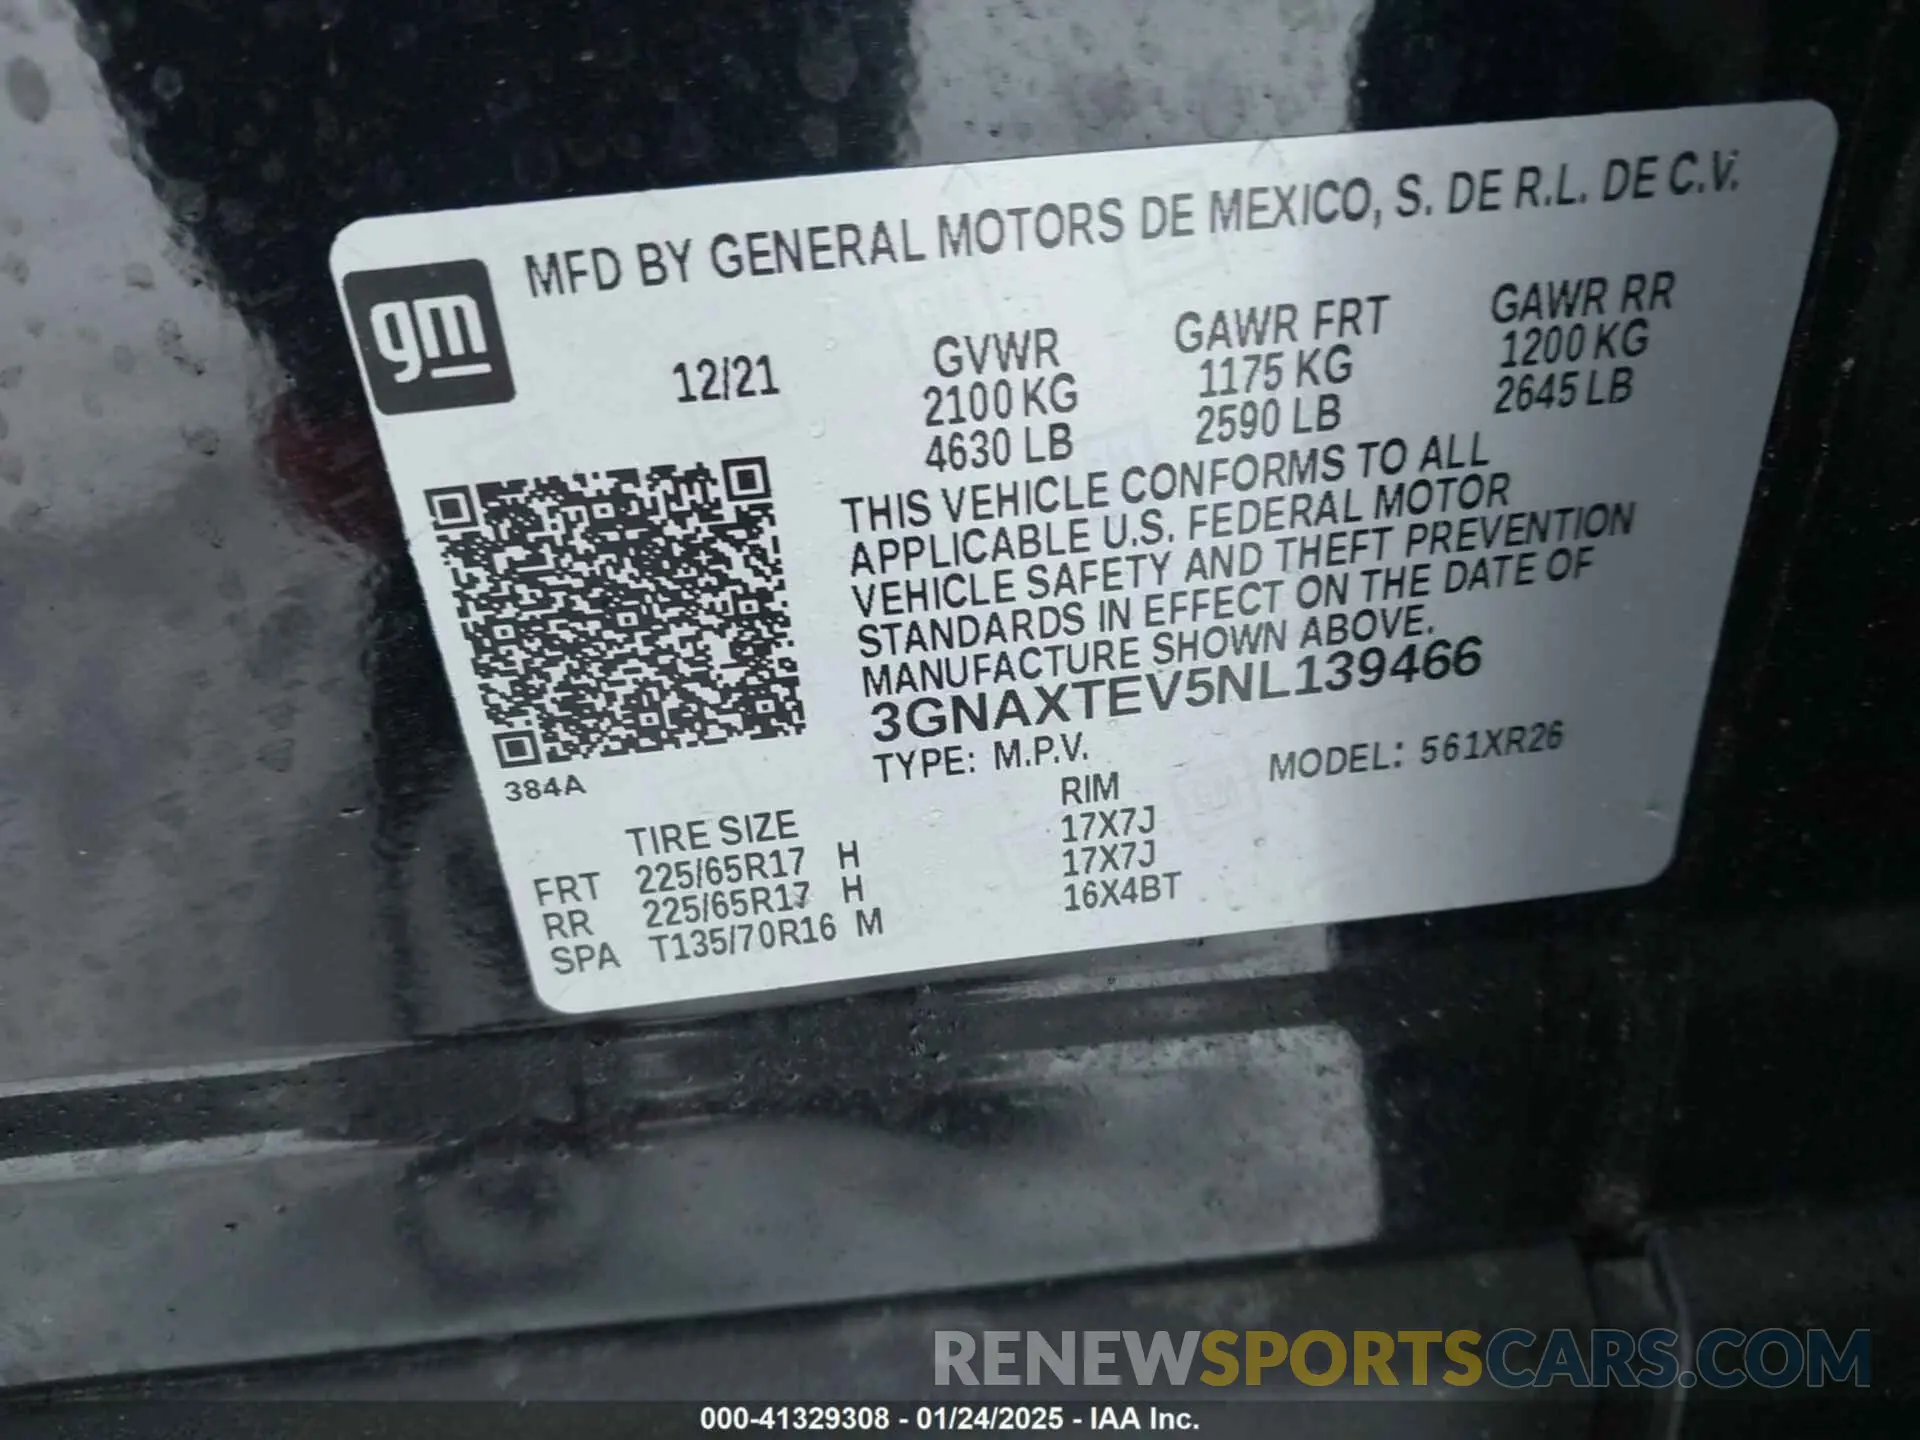 gm
MFD BY GENERAL MOTORS DE MEXICO, S. DE R.L. DE C.V.
12/21
GVWR
2100 KG
4630 LB
GAWR FRT
1175 KG
2590 LB
GAWR RR
1200 KG
2645 LB
THIS VEHICLE CONFORMS TO ALL
APPLICABLE U.S. FEDERAL MOTOR
VEHICLE SAFETY AND THEFT PREVENTION
STANDARDS IN EFFECT ON THE DATE OF
MANUFACTURE SHOWN ABOVE.
3GNAXTEV5NL139466
TYPE: M.P.V. MODEL: 561XR26
384A
TIRE SIZE RIM
FRT 225/65R17 H 17X7J
RR 225/65R17 H 17X7J
SPA T135/70R16 M 16X4BT
RENEWSPORTSCARS.COM
000-41329308 - 01/24/2025 - IAA Inc.